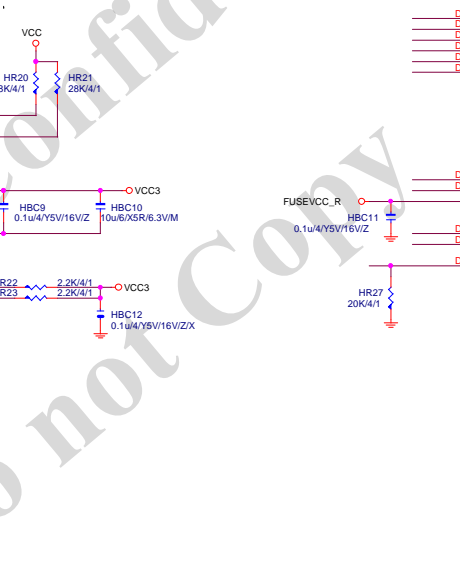 VCC
HR20
HR21
28K/4/1
VCC3
HBC9
0.1u/4/Y5V/16V/Z
HBC10
10u/6/X5R/6.3V/M
FUSEVCC_R
HBC11
0.1u/4/Y5V/16V/Z
2.2K/4/1
VCC3
R23
2.2K/4/1
HBC12
0.1u/4/Y5V/16V/Z/X
HR27
20K/4/1
not Copy